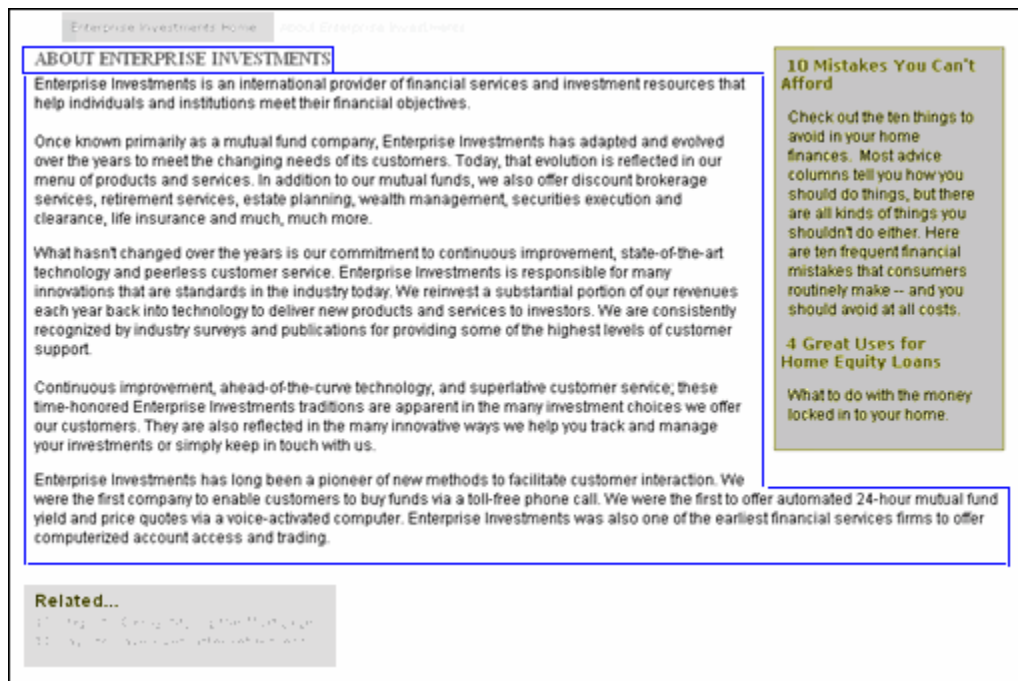 Enterprise Investments Home    About Enterprise Investments
ABOUT ENTERPRISE INVESTMENTS
Enterprise Investments is an international provider of financial services and investment resources that
help individuals and institutions meet their financial objectives.
Once known primarily as a mutual fund company, Enterprise Investments has adapted and evolved
over the years to meet the changing needs of its customers. Today, that evolution is reflected in our
menu of products and services. In addition to our mutual funds, we also offer discount brokerage
services, retirement services, estate planning, wealth management, securities execution and
clearance, life insurance and much, much more.
What hasn't changed over the years is our commitment to continuous improvement, state-of-the-art
technology and peerless customer service. Enterprise Investments is responsible for many
innovations that are standards in the industry today. We reinvest a substantial portion of our revenues
each year back into technology to deliver new products and services to investors. We are consistently
recognized by industry surveys and publications for providing some of the highest levels of customer
support.
Continuous improvement, ahead-of-the-curve technology, and superlative customer service; these
time-honored Enterprise Investments traditions are apparent in the many investment choices we offer
our customers. They are also reflected in the many innovative ways we help you track and manage
your investments or simply keep in touch with us.
Enterprise Investments has long been a pioneer of new methods to facilitate customer interaction. We
were the first company to enable customers to buy funds via a toll-free phone call. We were the first to offer automated 24-hour mutual fund
yield and price quotes via a voice-activated computer. Enterprise Investments was also one of the earliest financial services firms to offer
computerized account access and trading.
10 Mistakes You Can't
Afford
Check out the ten things to
avoid in your home
finances. Most advice
columns tell you how you
should do things, but there
are all kinds of things you
shouldn't do either. Here
are ten frequent financial
mistakes that consumers
routinely make -- and you
should avoid at all costs.
4 Great Uses for
Home Equity Loans
What to do with the money
locked in to your home.
Related...